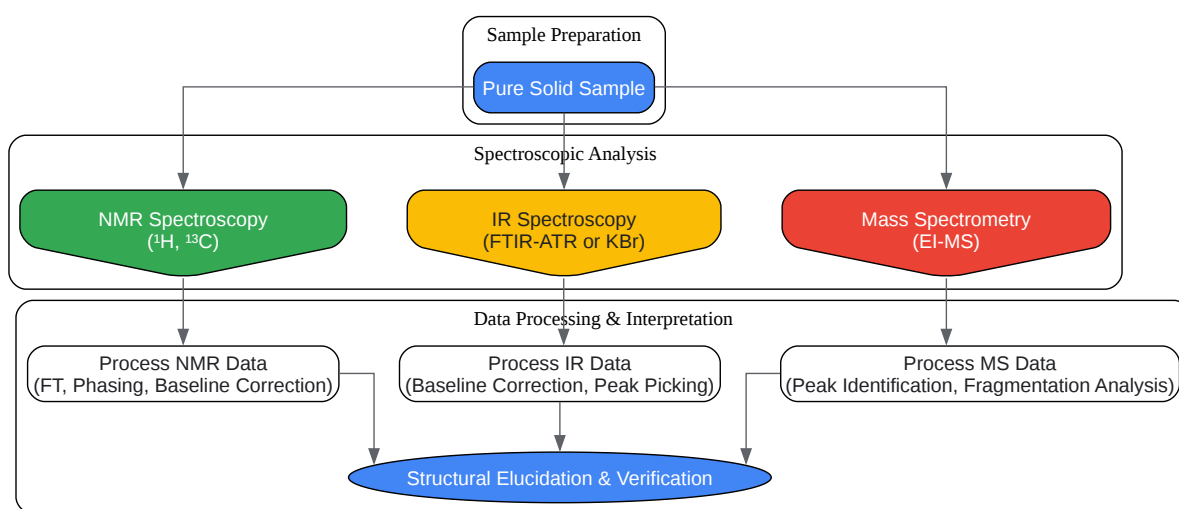 Sample Preparation
Pure Solid Sample
Spectroscopic Analysis
NMR Spectroscopy
(¹H, ¹³C)
IR Spectroscopy
(FTIR-ATR or KBr)
Mass Spectrometry
(EI-MS)
Data Processing & Interpretation
Process NMR Data
(FT, Phasing, Baseline Correction)
Process IR Data
(Baseline Correction, Peak Picking)
Process MS Data
(Peak Identification, Fragmentation Analysis)
Structural Elucidation & Verification